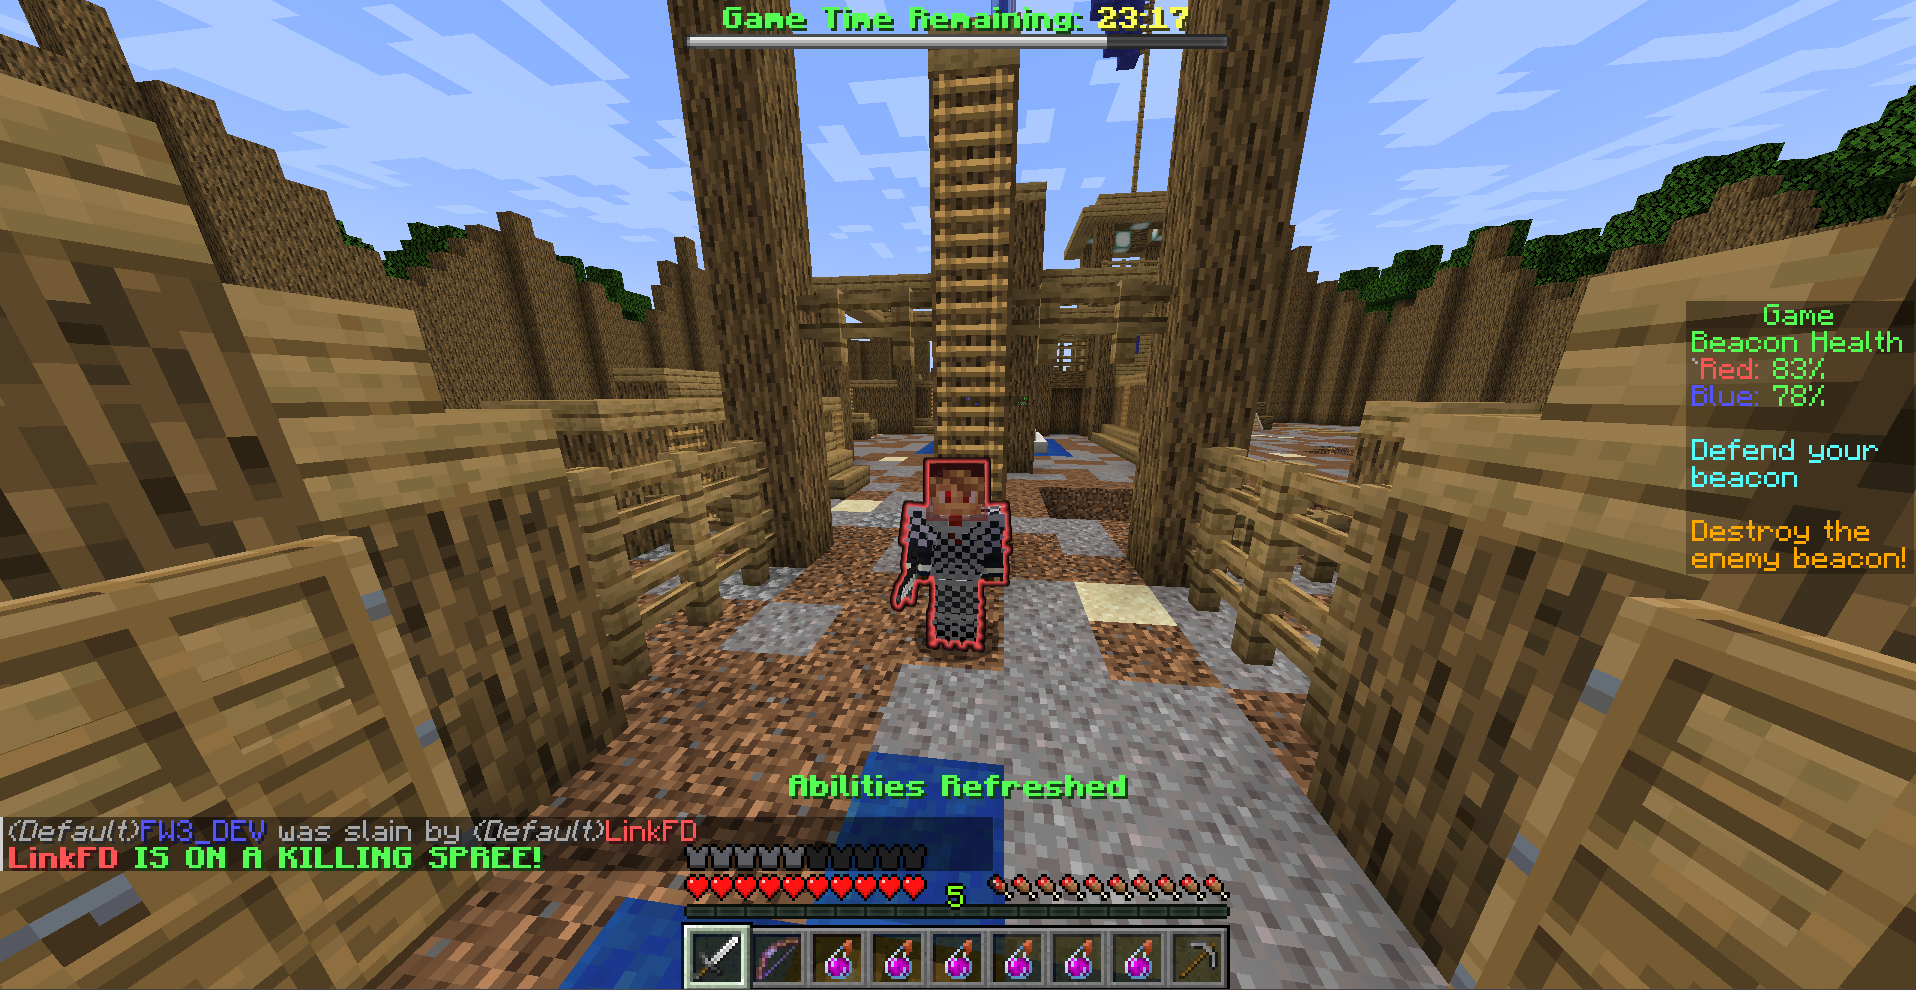 Game Time Remaining: 23:17
Game
Beacon Health
`Red: 83%
Blue: 78%
Defend your
beacon
Destroy the
enemy beacon!
Abilities Refreshed
(Default)FW3_DEV was slain by (Default)LinkFD
LinkFD IS ON A KILLING SPREE!
5